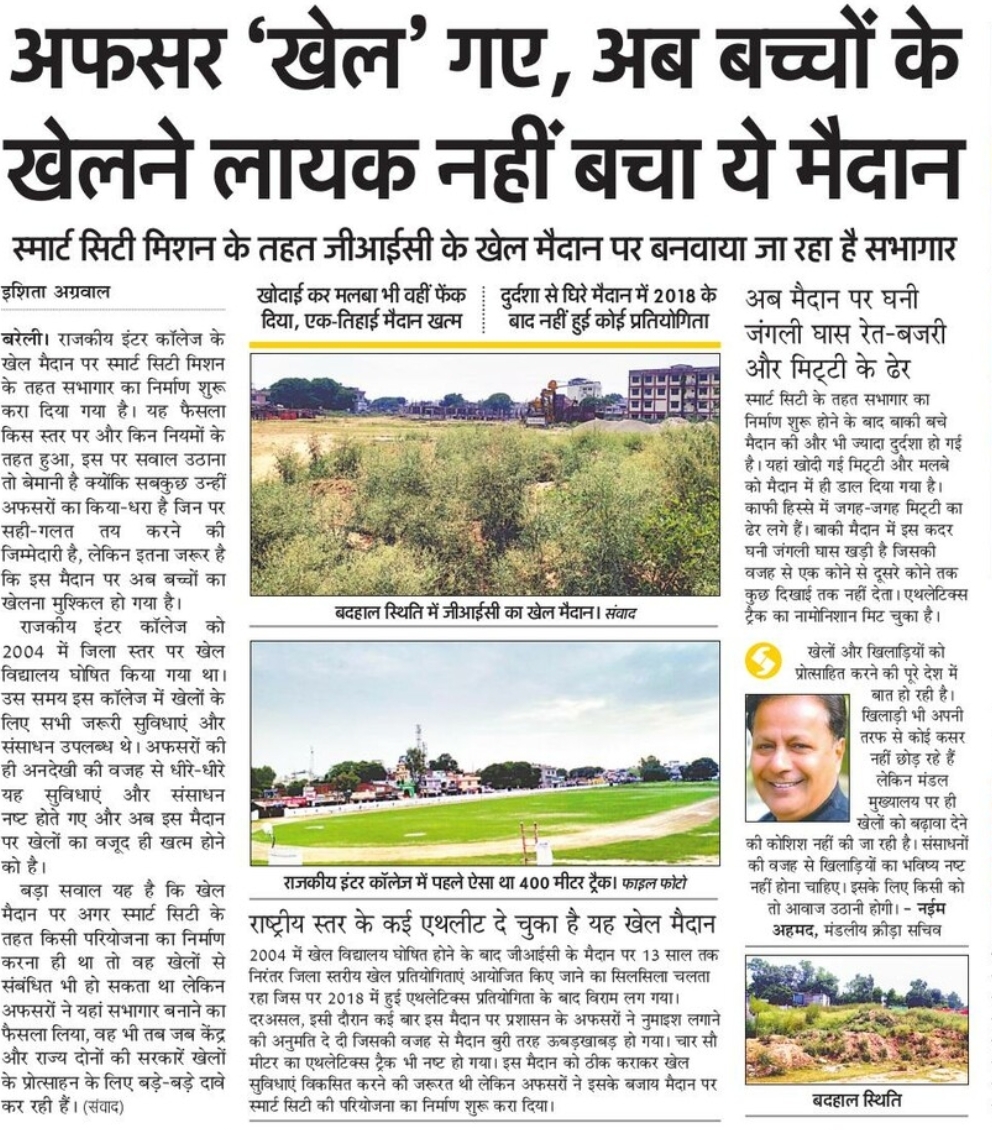 अफसर ‘खेल’ गए, अब बच्चों के
खेलने लायक नहीं बचा ये मैदान
स्मार्ट सिटी मिशन के तहत जीआईसी के खेल मैदान पर बनवाया जा रहा है सभागार
इशिता अग्रवाल
बरेली। राजकीय इंटर कॉलेज के
खेल मैदान पर स्मार्ट सिटी मिशन
के तहत सभागार का निर्माण शुरू
करा दिया गया है। यह फैसला
किस स्तर पर और किन नियमों के
तहत हुआ, इस पर सवाल उठाना
तो बेमानी है क्योंकि सबकुछ उन्हीं
अफसरों का किया-धरा है जिन पर
सही-गलत तय करने की
जिम्मेदारी है, लेकिन इतना जरूर है
कि इस मैदान पर अब बच्चों का
खेलना मुश्किल हो गया है।
राजकीय इंटर कॉलेज को
2004 में जिला स्तर पर खेल
विद्यालय घोषित किया गया था।
उस समय इस कॉलेज में खेलों के
लिए सभी जरूरी सुविधाएं और
संसाधन उपलब्ध थे। अफसरों की
ही अनदेखी की वजह से धीरे-धीरे
यह सुविधाएं और संसाधन
नष्ट होते गए और अब इस मैदान
पर खेलों का वजूद ही खत्म होने
को है।
बड़ा सवाल यह है कि खेल
मैदान पर अगर स्मार्ट सिटी के
तहत किसी परियोजना का निर्माण
करना ही था तो वह खेलों से
संबंधित भी हो सकता था लेकिन
अफसरों ने यहां सभागार बनाने का
फैसला लिया, वह भी तब जब केंद्र
और राज्य दोनों की सरकारें खेलों
के प्रोत्साहन के लिए बड़े-बड़े दावे
कर रही हैं। (संवाद)
खोदाई कर मलबा भी वहीं फेंक
दिया, एक-तिहाई मैदान खत्म
दुर्दशा से घिरे मैदान में 2018 के
बाद नहीं हुई कोई प्रतियोगिता
बदहाल स्थिति में जीआईसी का खेल मैदान। संवाद
राजकीय इंटर कॉलेज में पहले ऐसा था 400 मीटर ट्रैक। फाइल फोटो
राष्ट्रीय स्तर के कई एथलीट दे चुका है यह खेल मैदान
2004 में खेल विद्यालय घोषित होने के बाद जीआईसी के मैदान पर 13 साल तक
निरंतर जिला स्तरीय खेल प्रतियोगिताएं आयोजित किए जाने का सिलसिला चलता
रहा जिस पर 2018 में हुई एथलेटिक्स प्रतियोगिता के बाद विराम लग गया।
दरअसल, इसी दौरान कई बार इस मैदान पर प्रशासन के अफसरों ने नुमाइश लगाने
की अनुमति दे दी जिसकी वजह से मैदान बुरी तरह ऊबड़खाबड़ हो गया। चार सौ
मीटर का एथलेटिक्स ट्रैक भी नष्ट हो गया। इस मैदान को ठीक कराकर खेल
सुविधाएं विकसित करने की जरूरत थी लेकिन अफसरों ने इसके बजाय मैदान पर
स्मार्ट सिटी की परियोजना का निर्माण शुरू करा दिया।
अब मैदान पर घनी
जंगली घास रेत-बजरी
और मिट्टी के ढेर
स्मार्ट सिटी के तहत सभागार का
निर्माण शुरू होने के बाद बाकी बचे
मैदान की और भी ज्यादा दुर्दशा हो गई
है। यहां खोदी गई मिट्टी और मलबे
को मैदान में ही डाल दिया गया है।
काफी हिस्से में जगह-जगह मिट्टी का
ढेर लगे हैं। बाकी मैदान में इस कदर
घनी जंगली घास खड़ी है जिसकी
वजह से एक कोने से दूसरे कोने तक
कुछ दिखाई तक नहीं देता। एथलेटिक्स
ट्रैक का नामोनिशान मिट चुका है।
खेलों और खिलाड़ियों को
प्रोत्साहित करने की पूरे देश में
बात हो रही है।
खिलाड़ी भी अपनी
तरफ से कोई कसर
नहीं छोड़ रहे हैं
लेकिन मंडल
मुख्यालय पर ही
खेलों को बढ़ावा देने
की कोशिश नहीं की जा रही है। संसाधनों
की वजह से खिलाड़ियों का भविष्य नष्ट
नहीं होना चाहिए। इसके लिए किसी को
तो आवाज उठानी होगी। - नईम
अहमद, मंडलीय क्रीड़ा सचिव
बदहाल स्थिति